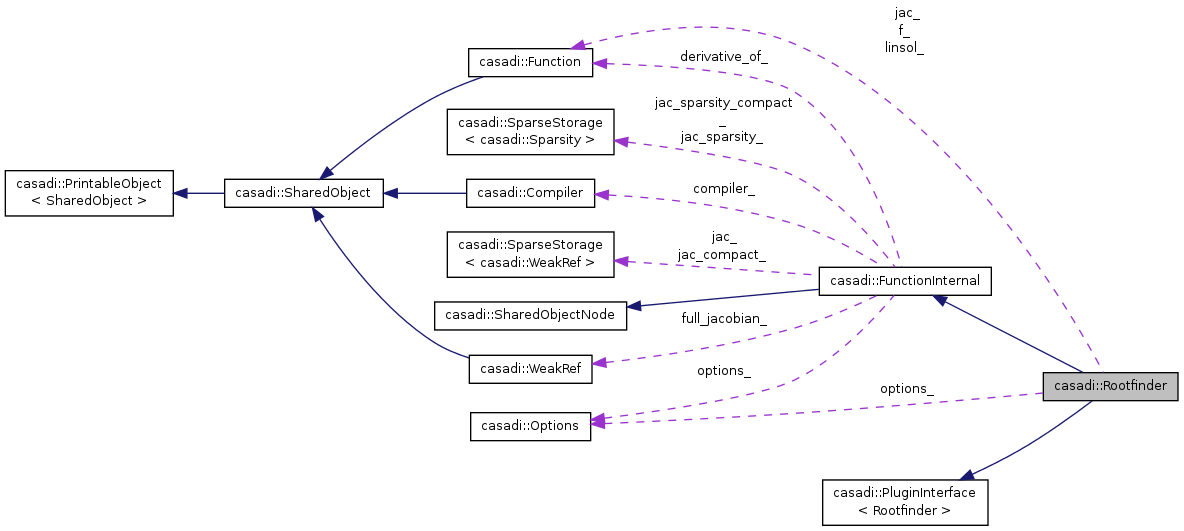 jac_
f_
linsol_
casadi::Function
derivative_of_
jac_sparsity_compact
_
jac_sparsity_
casadi::SparseStorage
< casadi::Sparsity >
casadi::PrintableObject
< SharedObject >
casadi::SharedObject
casadi::Compiler
compiler_
casadi::SparseStorage
< casadi::WeakRef >
jac_
jac_compact_
casadi::FunctionInternal
casadi::SharedObjectNode
full_jacobian_
casadi::WeakRef
options_
options_
casadi::Rootfinder
casadi::Options
casadi::PluginInterface
< Rootfinder >